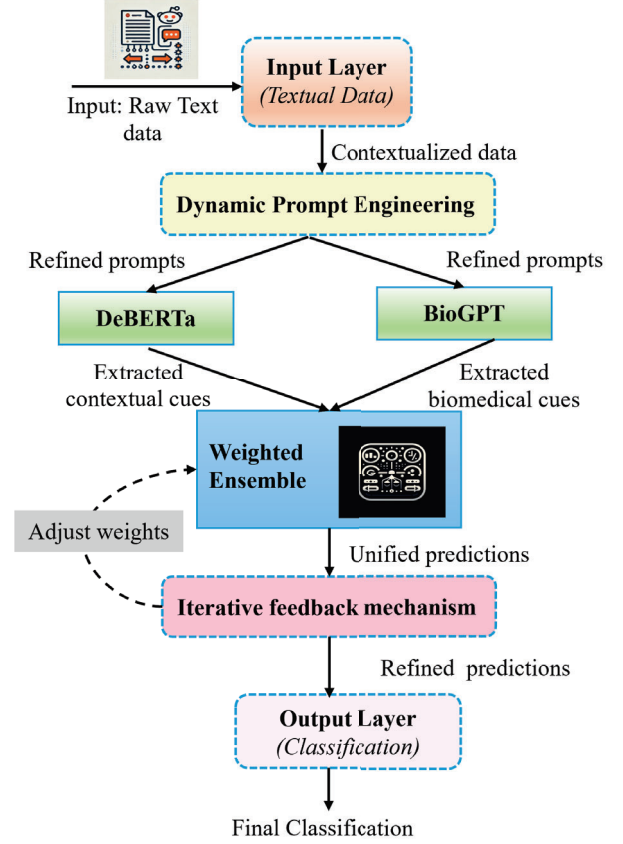 Input Layer
(Textual Data)
Input: Raw Text
data
Contextualized data
Dynamic Prompt Engineering
Refined prompts
Refined prompts
DeBERTa
BioGPT
Extracted
contextual cues
Extracted
biomedical cues
Weighted
Ensemble
Adjust weights
Unified predictions
Iterative feedback mechanism
Refined predictions
Output Layer
(Classification)
Final Classification